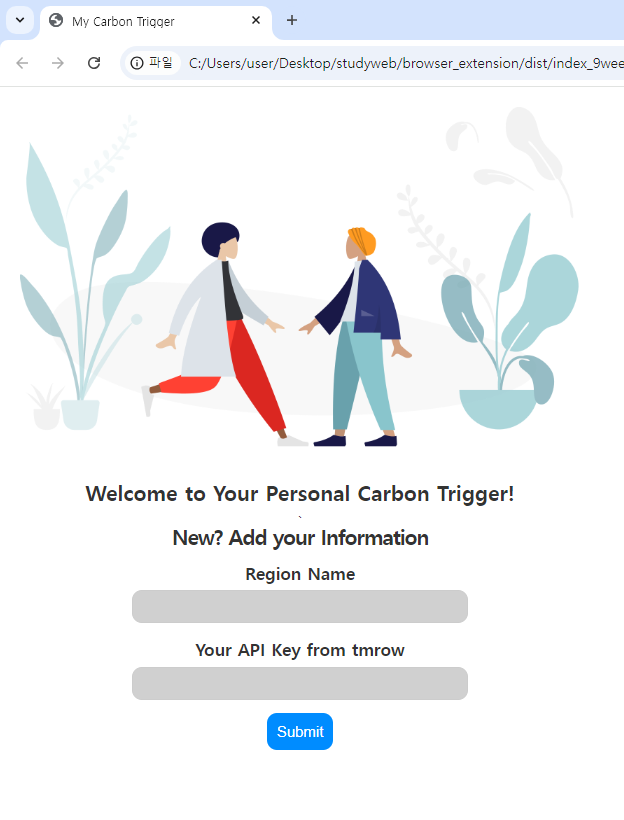 My Carbon Trigger
파일 C:/Users/user/Desktop/studyweb/browser_extension/dist/index_9wee
Welcome to Your Personal Carbon Trigger!
`
New? Add your Information
Region Name
Your API Key from tmrow
Submit